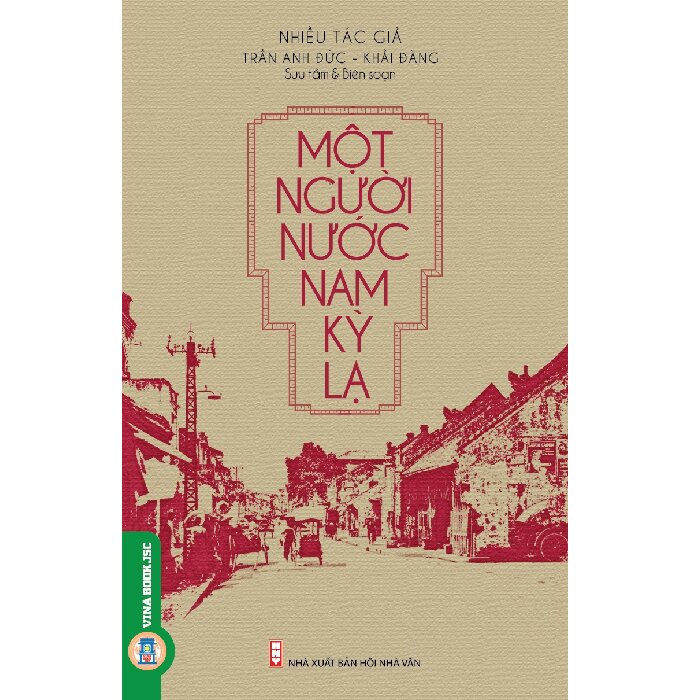 NHIỀU TÁC GIẢ
TRẦN ANH ĐỨC - KHẢI ĐĂNG
Sưu tầm & Biên soạn
MỘT
NGƯỜI
NƯỚC
NAM
KỲ
LẠ
VINA BOOK.JSC
NHÀ XUẤT BẢN HỘI NHÀ VĂN